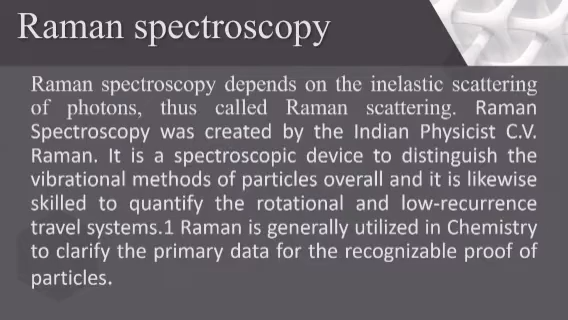 Raman spectroscopy
Raman spectroscopy depends on the inelastic scattering
of photons, thus called Raman scattering. Raman
Spectroscopy was created by the Indian Physicist C.V.
Raman. It is a spectroscopic device to distinguish the
vibrational methods of particles overall and it is likewise
skilled to quantify the rotational and low-recurrence
travel systems.1 Raman is generally utilized in Chemistry
to clarify the primary data for the recognizable proof of
particles.